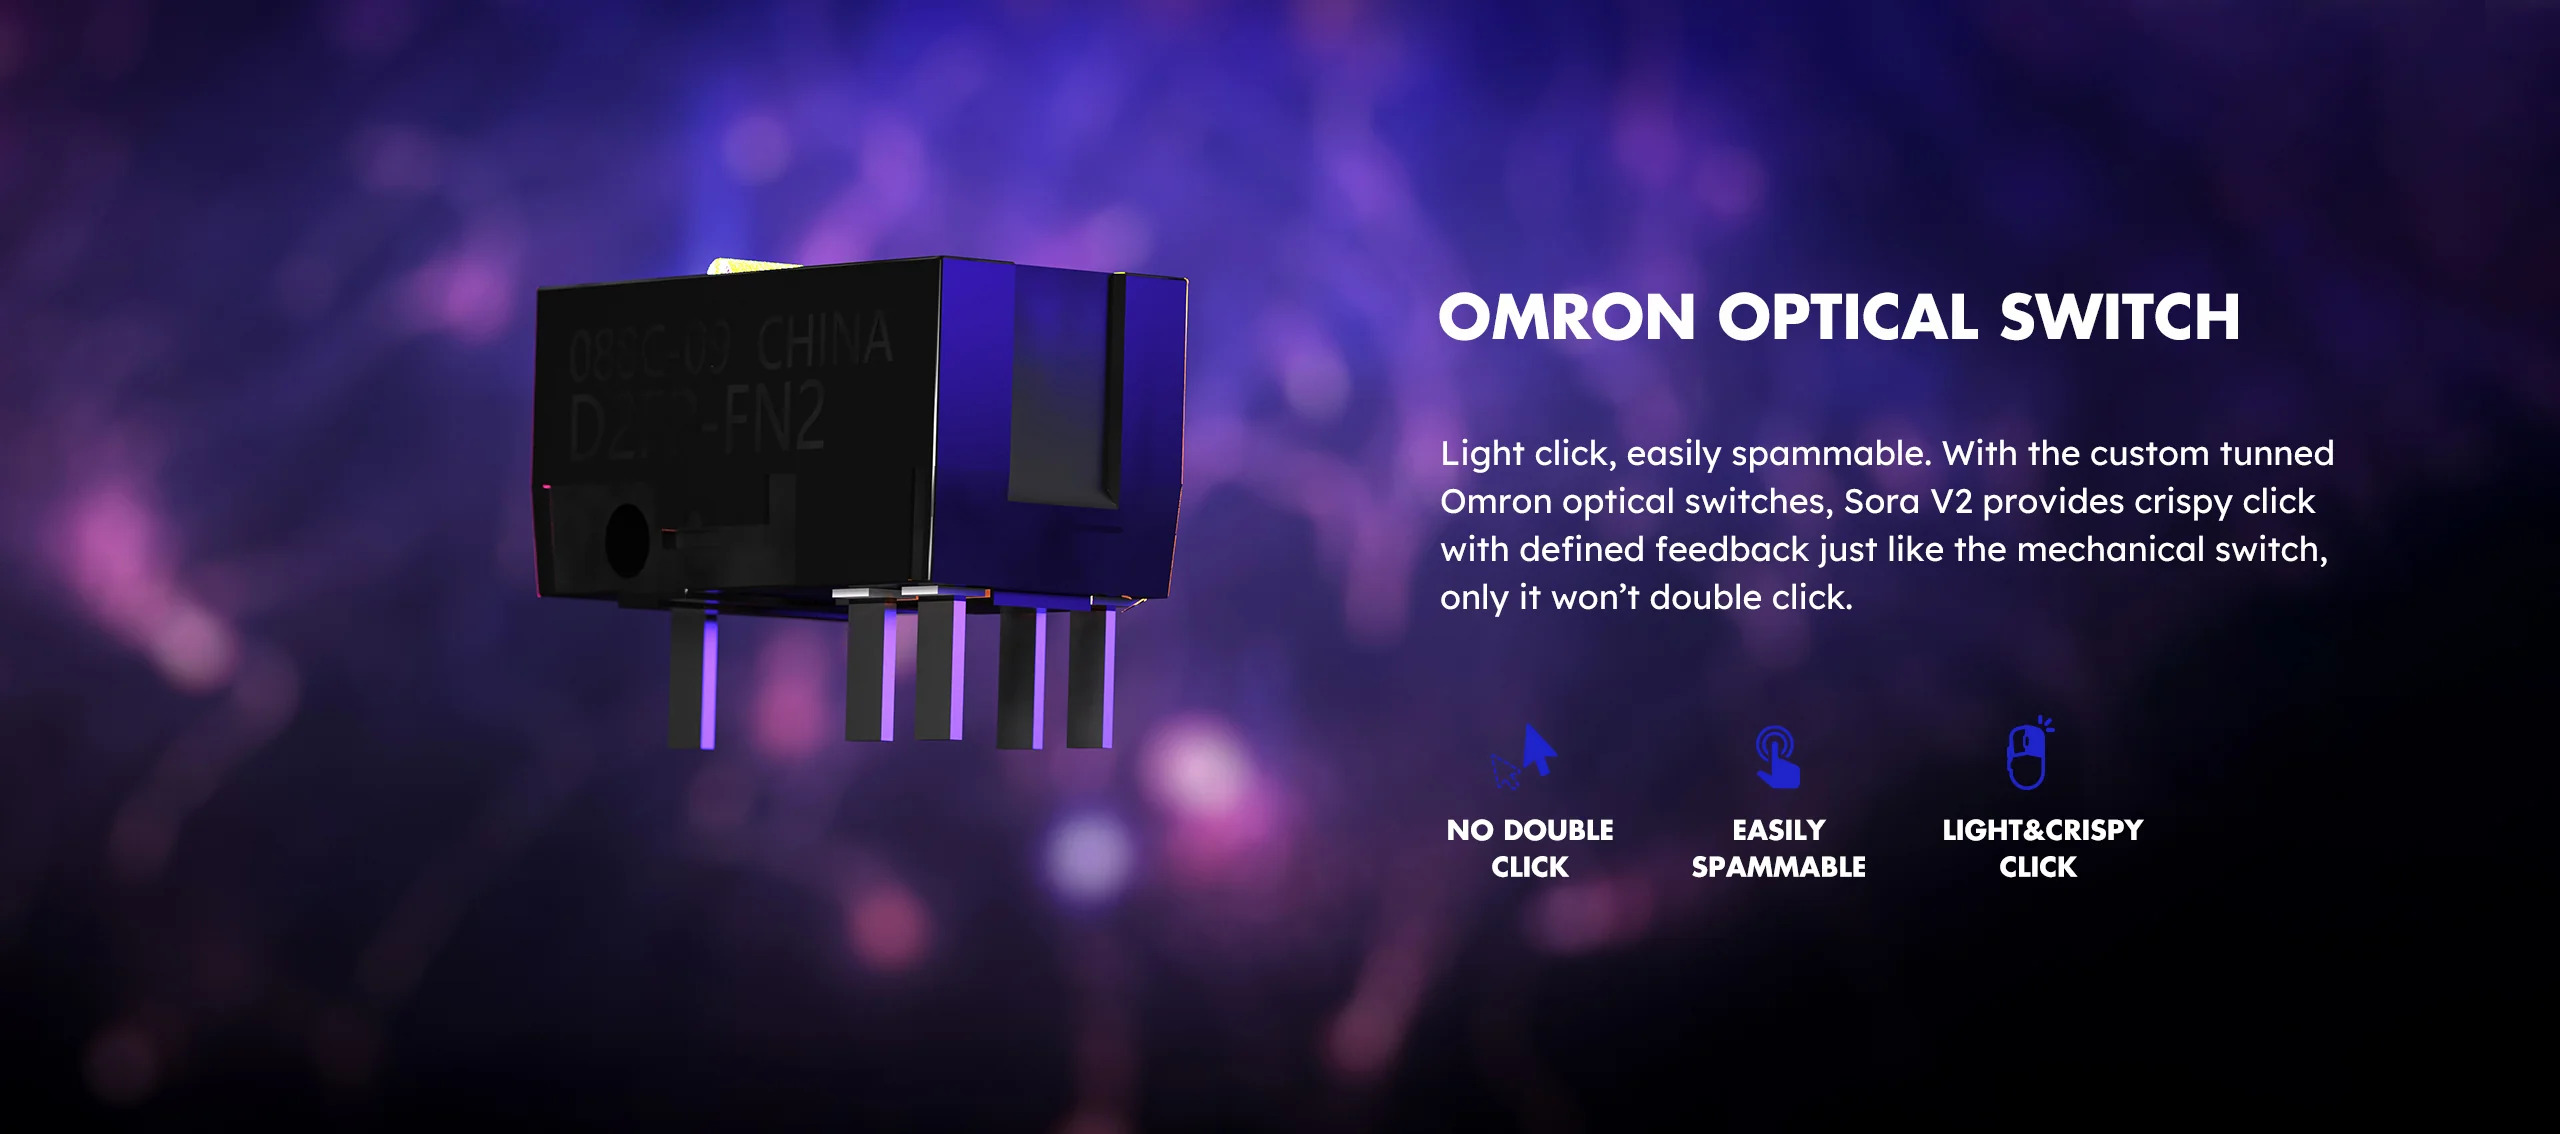 CHINA
OMRON OPTICAL SWITCH
Light click, easily spammable. With the custom tunned
Omron optical switches, Sora V2 provides crispy click
with defined feedback just like the mechanical switch,
only it won’t double click.
NO DOUBLE
CLICK
EASILY
SPAMMABLE
LIGHT&CRISPY
CLICK